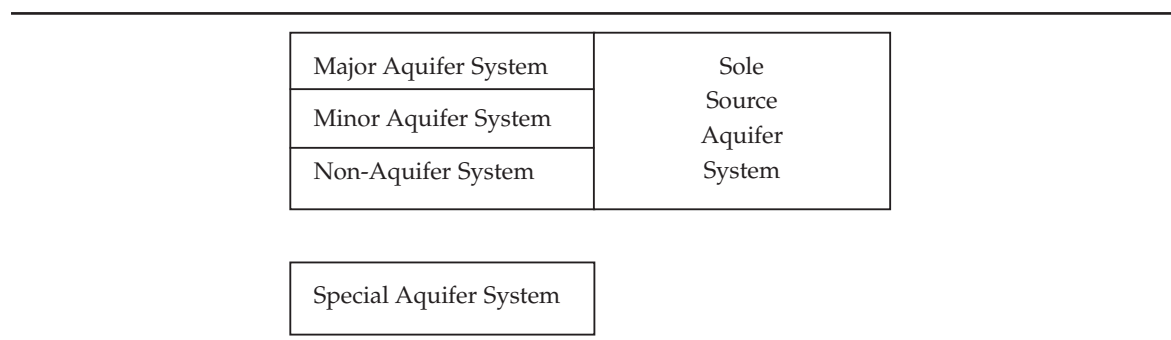 Major Aquifer System
Minor Aquifer System
Non-Aquifer System
Sole
Source
Aquifer
System
Special Aquifer System